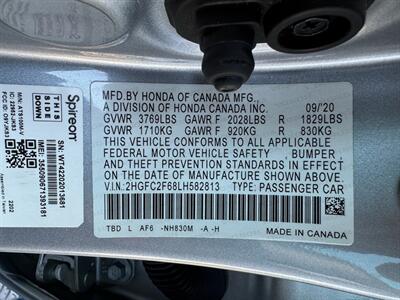 MFD.BY HONDA OF CANADA MFG.,
A DIVISION OF HONDA CANADA INC. 09/20
GVWR 3769LBS GAWR F 2028LBS R 1829LBS
GVWR 1710KG GAWR F 920KG R 830KG
THIS VEHICLE CONFORMS TO ALL APPLICABLE
FEDERAL MOTOR VEHICLE SAFETY, BUMPER
AND THEFT PREVENTION STANDARDS IN EFFECT
ON THE DATE OF MANUFACTURE SHOWN ABOVE.
V.I.N:2HGFC2F68LH582813 TYPE:PASSENGER CAR
TBD L AF6 -NH830M -A -H
MADE IN CANADA
Spireon
THIS
SIDE
DOWN
S/N: WT42202013681
2202